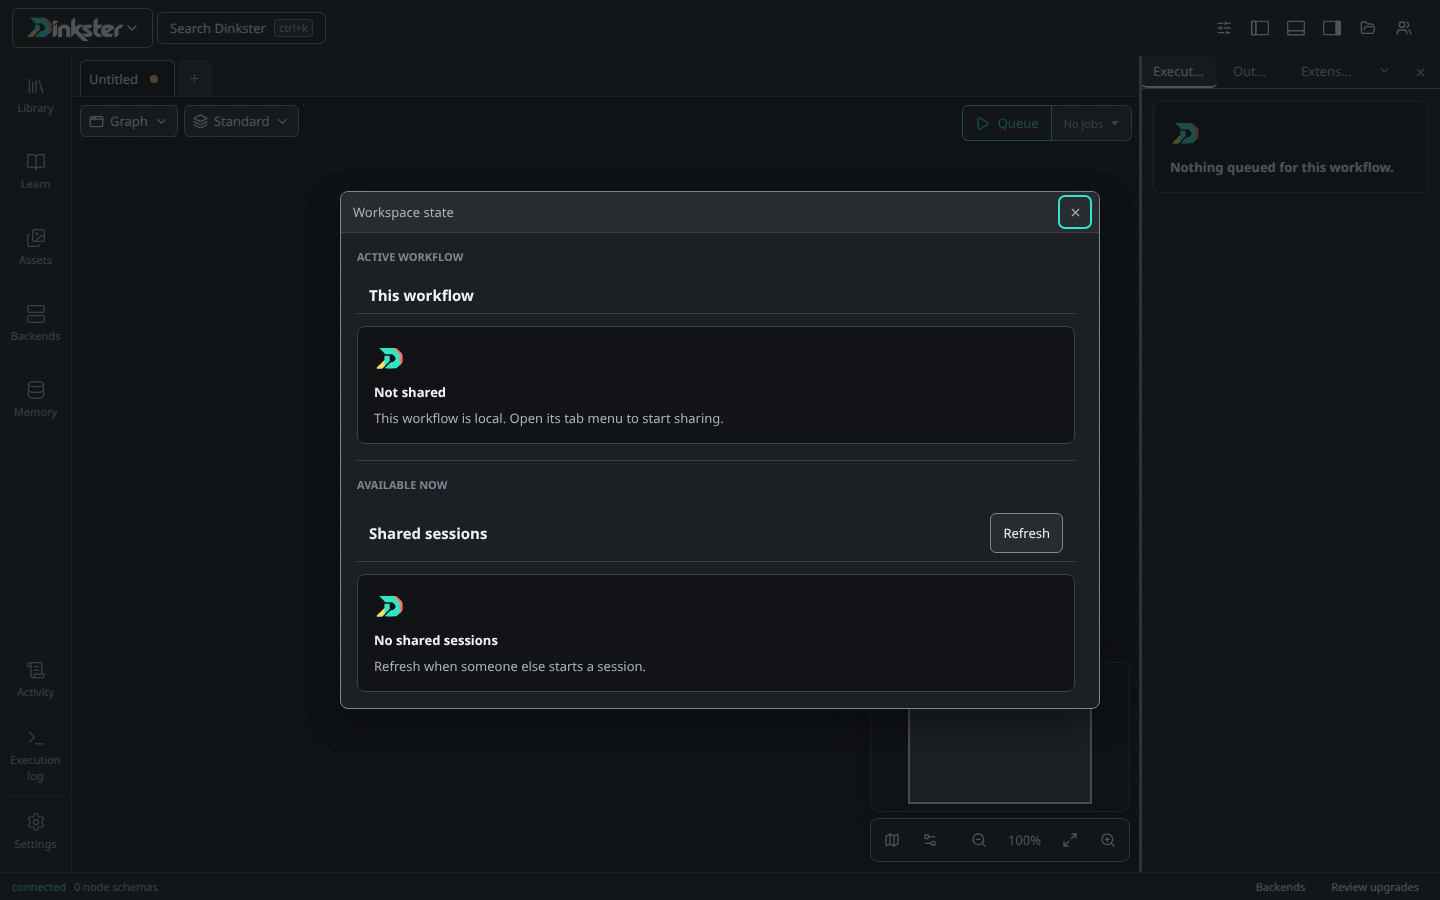 Dinkster
Search Dinkster ctrl+k
Untitled
+
Execut...
Out...
Extens...
Library
Learn
Assets
Backends
Memory
Activity
Execution
log
Settings
Graph
Standard
Queue
No jobs
Nothing queued for this workflow.
Workspace state
ACTIVE WORKFLOW
This workflow
Not shared
This workflow is local. Open its tab menu to start sharing.
AVAILABLE NOW
Shared sessions
Refresh
No shared sessions
Refresh when someone else starts a session.
100%
connected 0 node schemas
Backends
Review upgrades